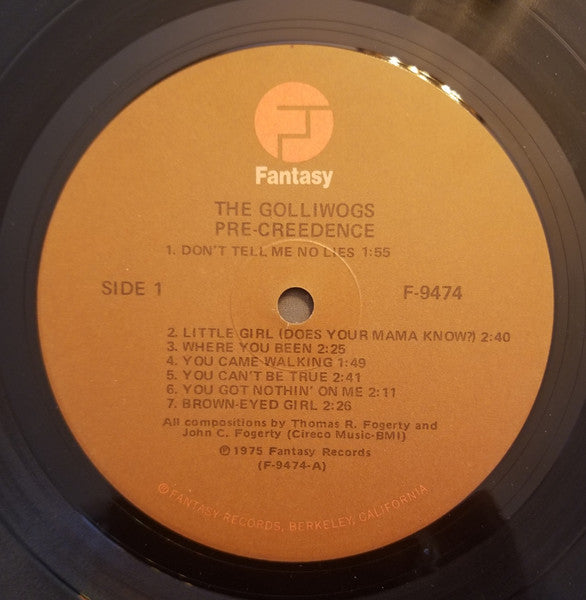 Fantasy
THE GOLLIWOGS
PRE-CREEDENCE
1. DON'T TELL ME NO LIES 1:55
SIDE 1
F-9474
2. LITTLE GIRL (DOES YOUR MAMA KNOW?) 2:40
3. WHERE YOU BEEN 2:25
4. YOU CAME WALKING 1:49
5. YOU CAN'T BE TRUE 2:41
6. YOU GOT NOTHIN' ON ME 2:11
7. BROWN-EYED GIRL 2:26
All compositions by Thomas R. Fogerty and
John C. Fogerty (Cireco Music-BMI)
℗1975 Fantasy Records
(F-9474-A)
℗FANTASY RECORDS, BERKELEY, CALIFORNIA.